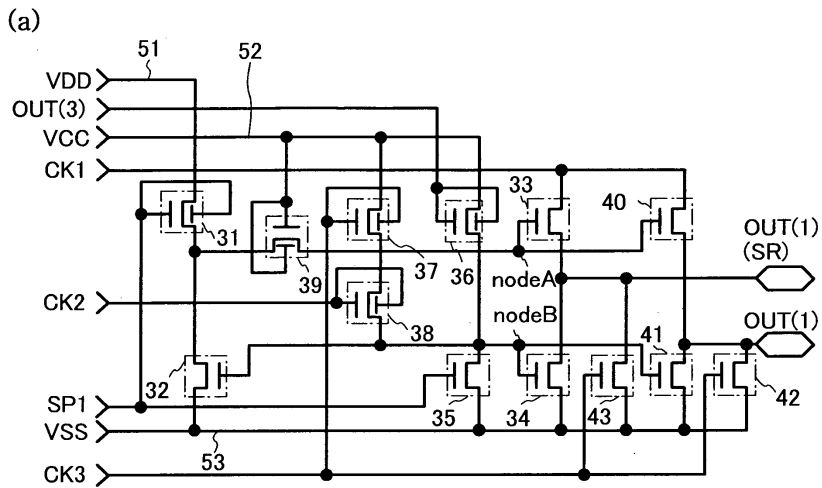 (a)
51
52
VDD
OUT(3)
VCC
CK1
33
40
OUT(1)
(SR)
31
39
37
36
nodeA
CK2
nodeB
38
OUT(1)
32
41
SP1
35
34
43
42
VSS
53
CK3